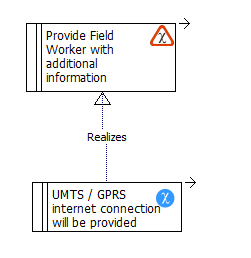 Provide Field
Worker with
additional
information
χ
Realizes
UMTS / GPRS
internet connection
will be provided
χ